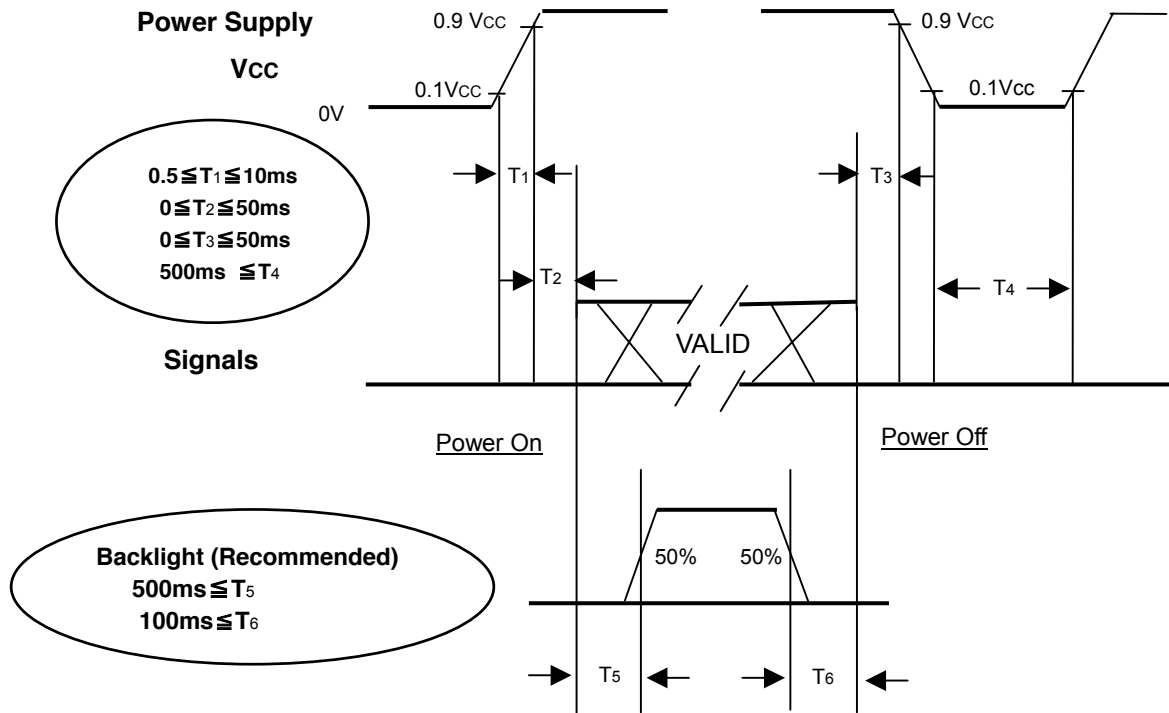 Power Supply
VCC
0.9 VCC
0.1VCC
0V
0.9 VCC
0.1Vcc
0.5≦T1≦10ms
0≦T2≦50ms
0≦T3≦50ms
500ms ≦T4
T1
T2
T3
T4
Signals
VALID
Power On
Power Off
Backlight (Recommended)
500ms≦T5
100ms≦T6
50%
50%
T5
T6